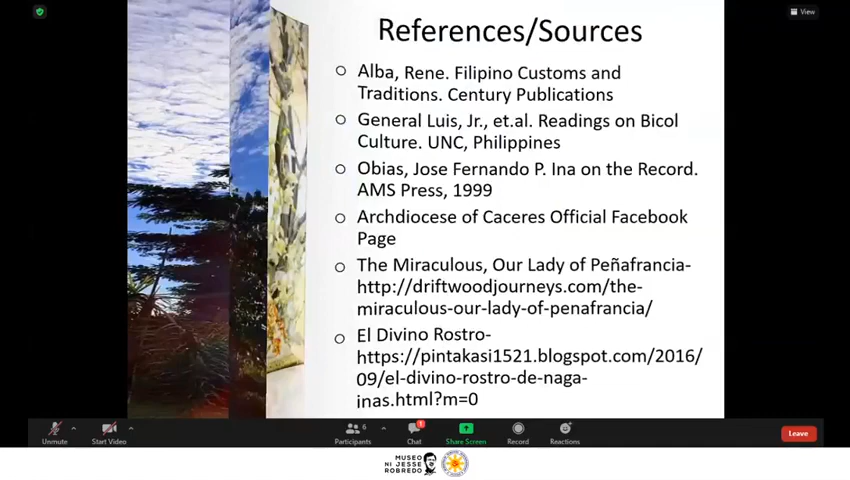 View
References/Sources
Alba, Rene. Filipino Customs and
Traditions. Century Publications
General Luis, Jr., et.al. Readings on Bicol
Culture. UNC, Philippines
Obias, Jose Fernando P. Ina on the Record.
AMS Press, 1999
Archdiocese of Caceres Official Facebook
Page
The Miraculous, Our Lady of Peñafrancia-
http://driftwoodjourneys.com/the-
miraculous-our-lady-of-penafrancia/
El Divino Rostro-
https://pintakasi1521.blogspot.com/2016/
09/el-divino-rostro-de-naga-
inas.html?m=0
Unmute
Start Video
6
Participants
Chat
Share Screen
Record
Reactions
Leave
MUSEO
NI JESSE
ROBREDO